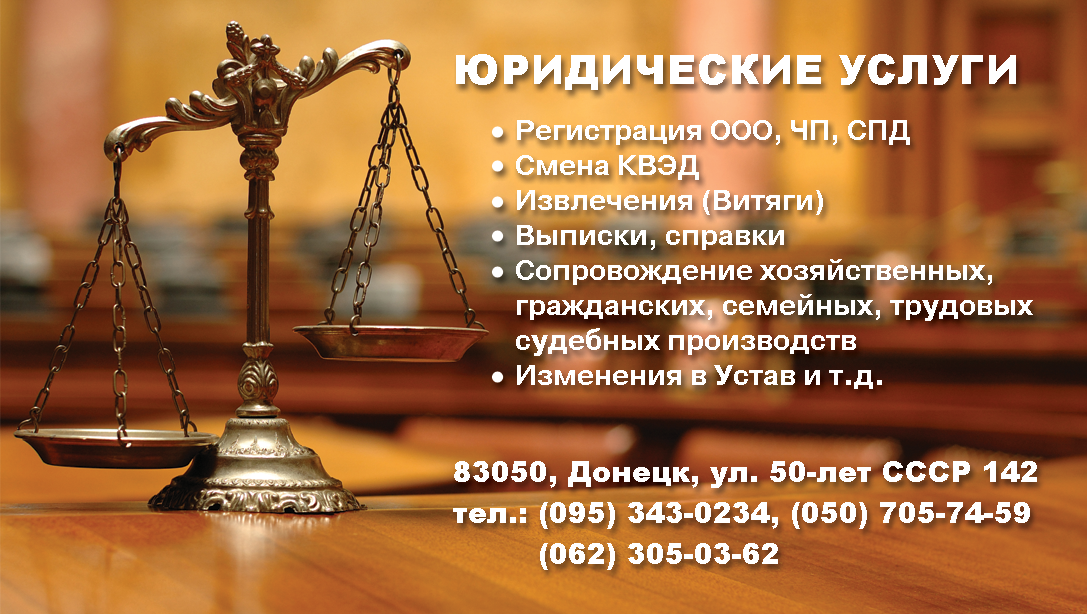 ЮРИДИЧЕСКИЕ УСЛУГИ
• Регистрация ООО, ЧП, СПД
• Смена КВЭД
• Извлечения (Витяги)
• Выписки, справки
• Сопровождение хозяйственных,
гражданских, семейных, трудовых
судебных производств
• Изменения в Устав и т.д.
83050, Донецк, ул. 50-лет СССР 142
тел.: (095) 343-0234, (050) 705-74-59
(062) 305-03-62